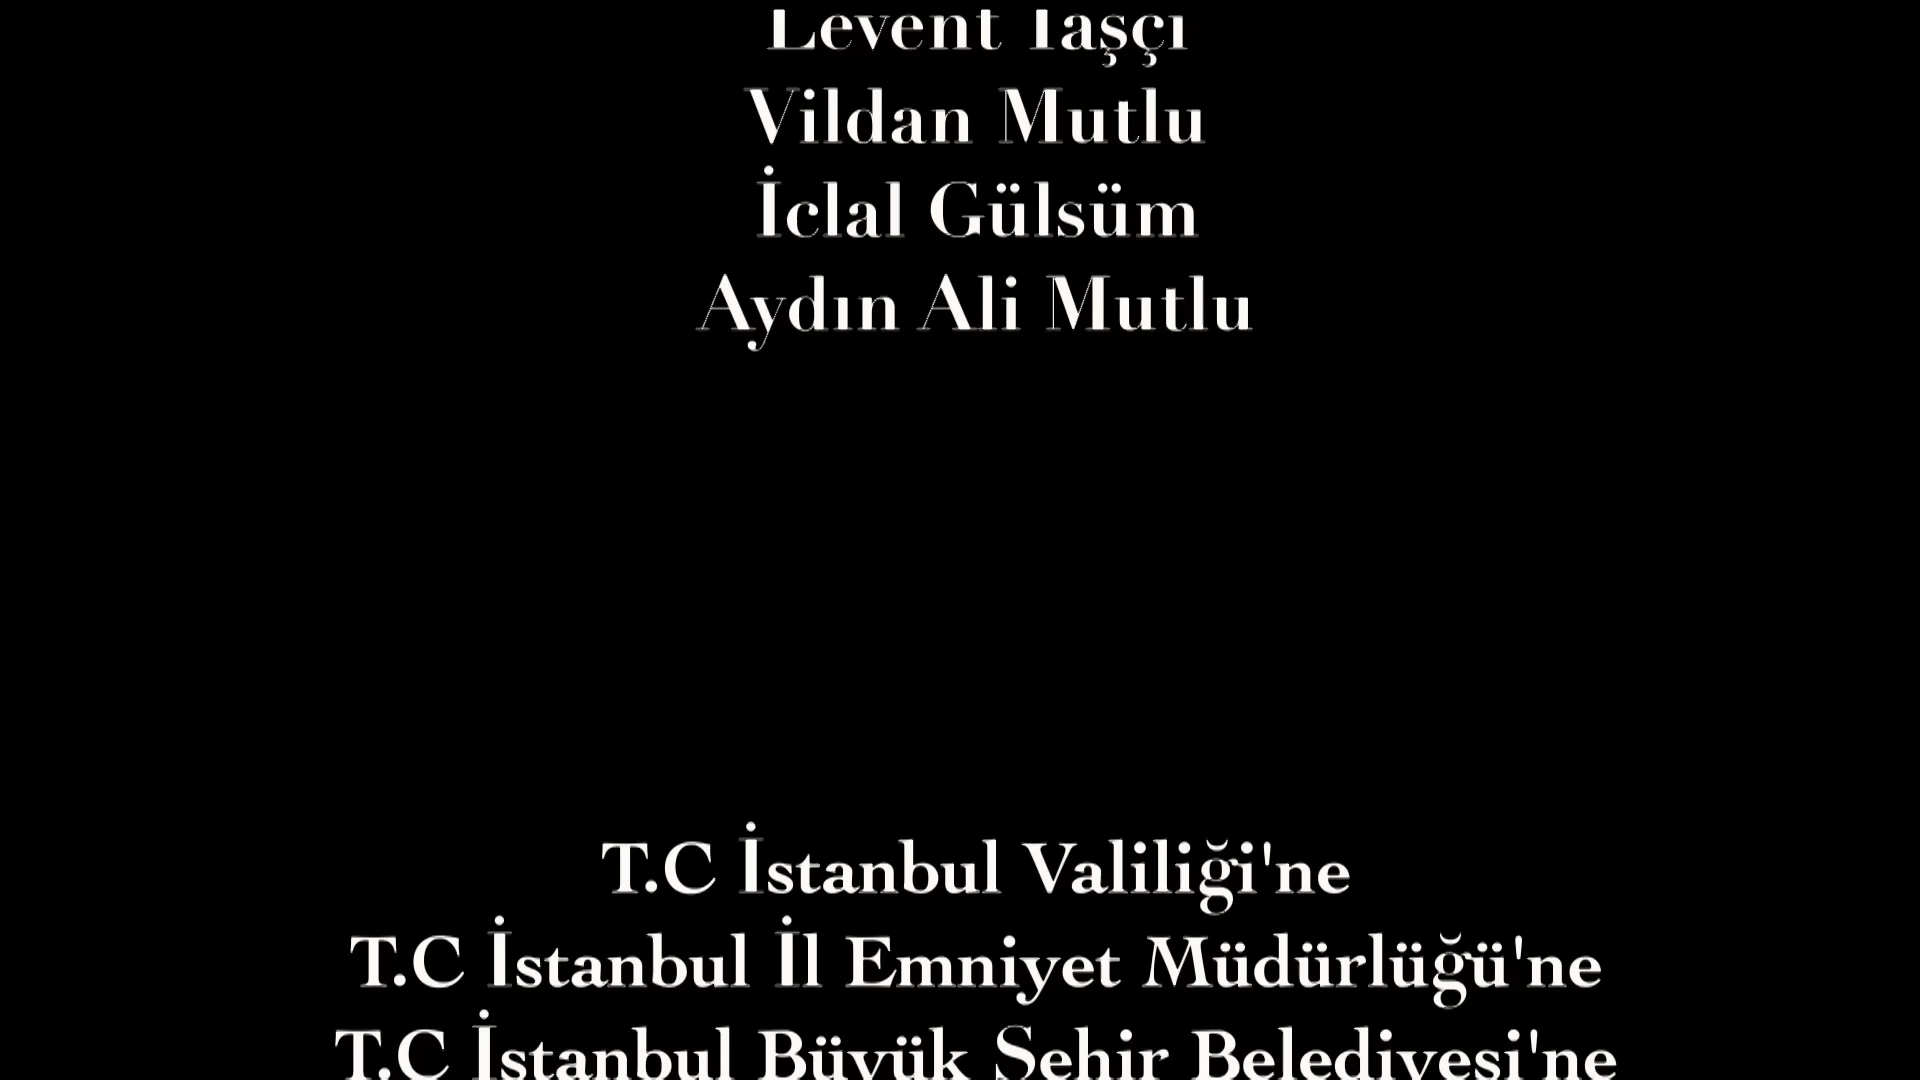 Levent Taşçı
Vildan Mutlu
İclal Gülsüm
Aydın Ali Mutlu
T.C İstanbul Valiliği'ne
T.C İstanbul İl Emniyet Müdürlüğü'ne
T.C İstanbul Büyük Şehir Belediyesi'ne